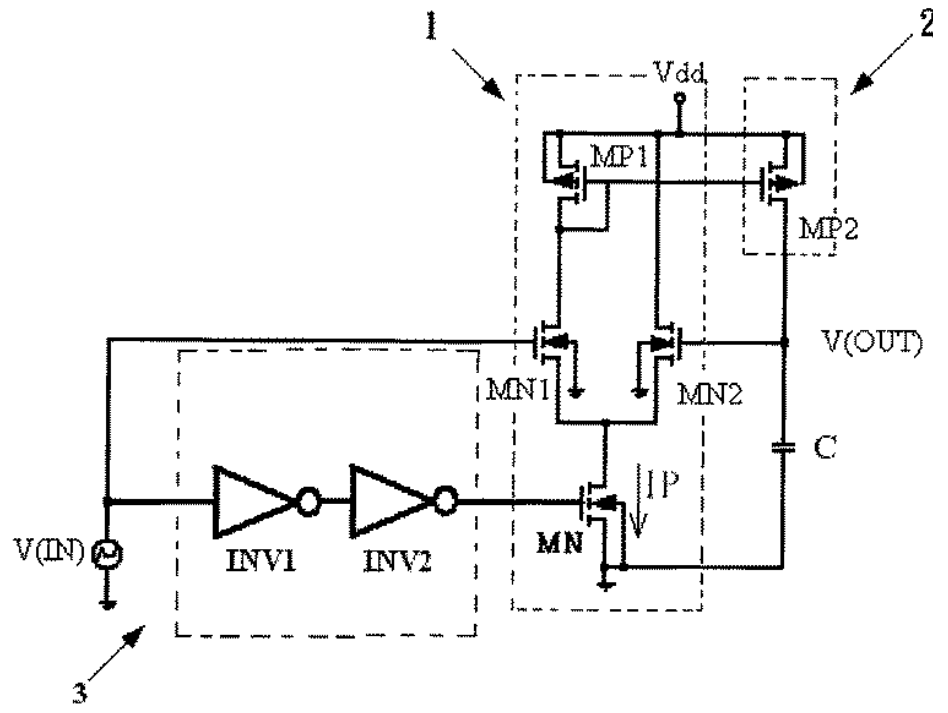 1
2
Vdd
MP1
MP2
V(OUT)
MN1
MN2
C
IP
V(IN)
INV1
INV2
MN
3